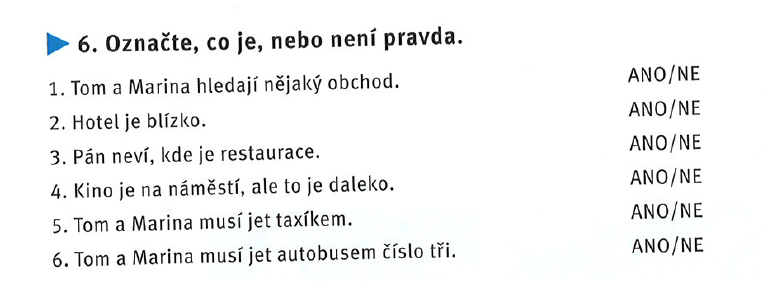 6. Označte, co je, nebo není pravda.
1. Tom a Marina hledají nějaký obchod. ANO/NE
2. Hotel je blízko. ANO/NE
3. Pán neví, kde je restaurace. ANO/NE
4. Kino je na náměstí, ale to je daleko. ANO/NE
5. Tom a Marina musí jet taxíkem. ANO/NE
6. Tom a Marina musí jet autobusem číslo tři. ANO/NE